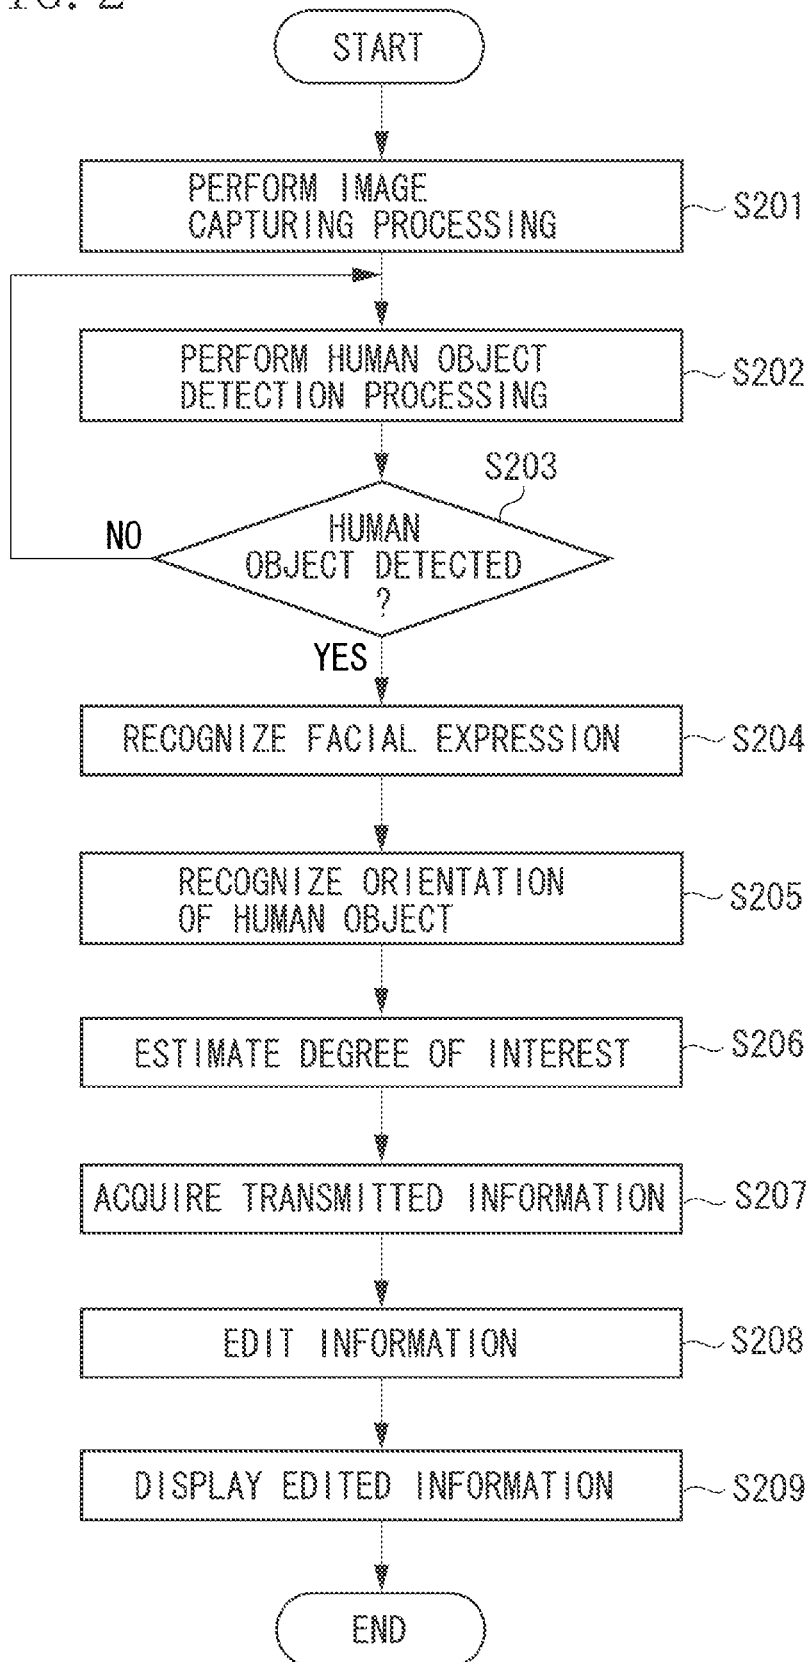 FIG. 2
START
PERFORM IMAGE
CAPTURING PROCESSING
S201
PERFORM HUMAN OBJECT
DETECTION PROCESSING
S202
S203
HUMAN
OBJECT DETECTED
?
NO
YES
RECOGNIZE FACIAL EXPRESSION
S204
RECOGNIZE ORIENTATION
OF HUMAN OBJECT
S205
ESTIMATE DEGREE OF INTEREST
S206
ACQUIRE TRANSMITTED INFORMATION
S207
EDIT INFORMATION
S208
DISPLAY EDITED INFORMATION
S209
END